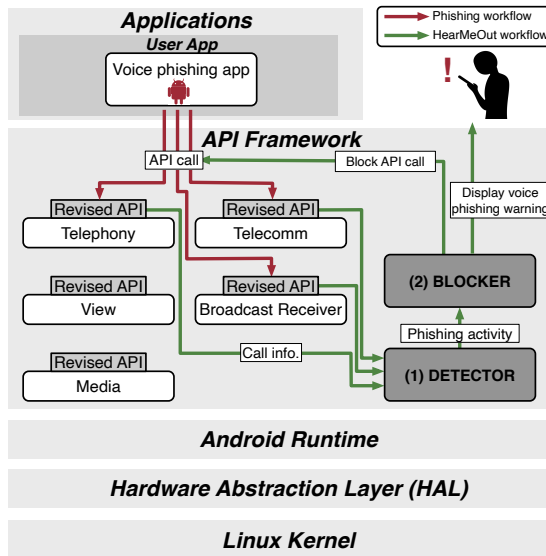 Applications
User App
Voice phishing app
Phishing workflow
HearMeOut workflow
!
API Framework
API call
Block API call
Display voice
phishing warning
Revised API
Telephony
Revised API
Telecomm
Revised API
View
Revised API
Broadcast Receiver
(2) BLOCKER
Phishing activity
Call info.
Revised API
Media
(1) DETECTOR
Android Runtime
Hardware Abstraction Layer (HAL)
Linux Kernel